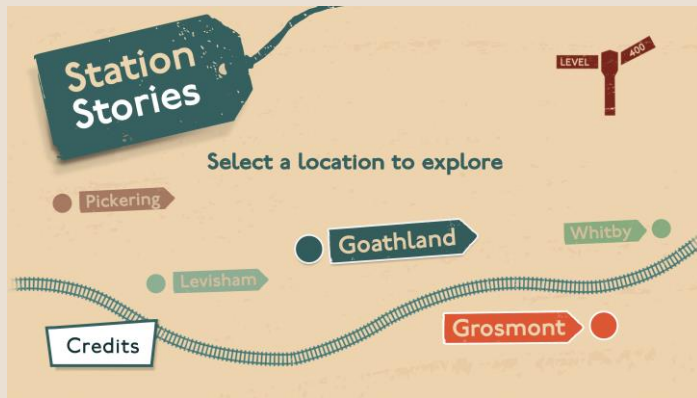 Station
Stories
LEVEL
400
Select a location to explore
Pickering
Goathland
Whitby
Levisham
Grosmont
Credits